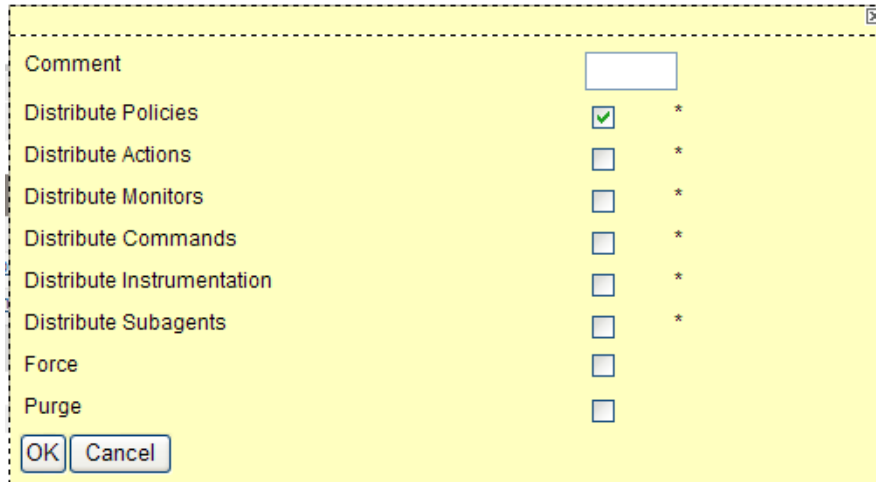 Comment
Distribute Policies *
Distribute Actions *
Distribute Monitors *
Distribute Commands *
Distribute Instrumentation *
Distribute Subagents *
Force
Purge
OK Cancel